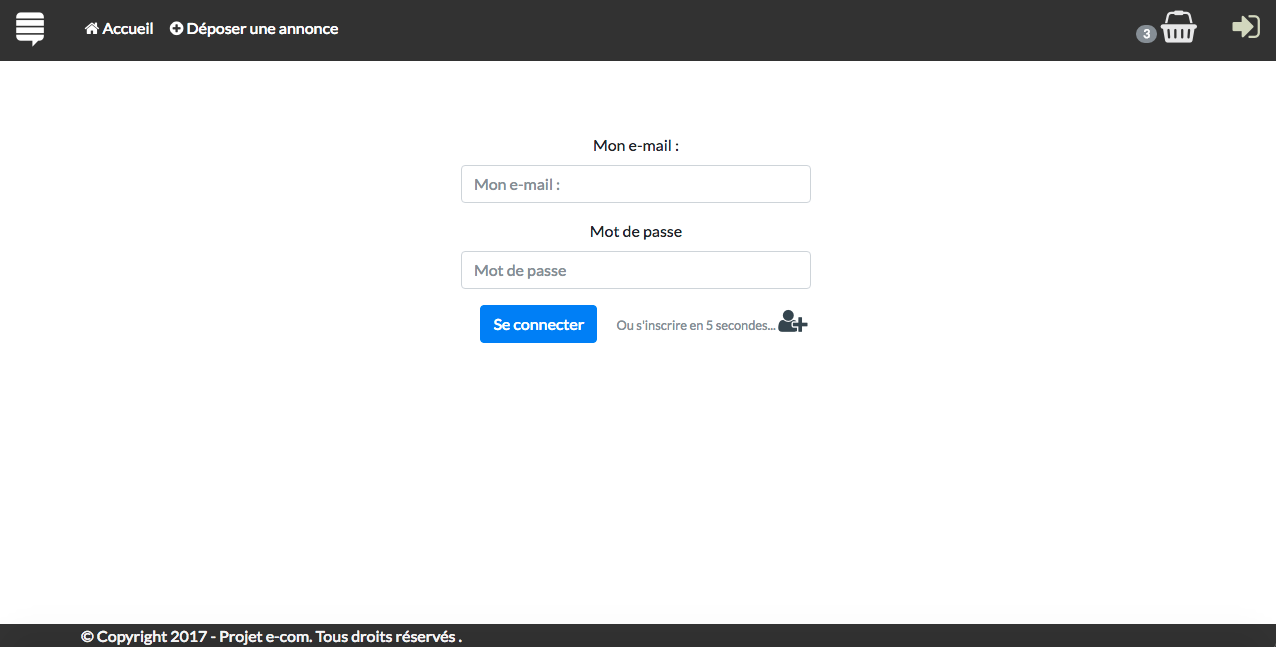 Accueil Déposer une annonce 3
Mon e-mail :
Mon e-mail :
Mot de passe
Mot de passe
Se connecter Ou s'inscrire en 5 secondes...
© Copyright 2017 - Projet e-com. Tous droits réservés .